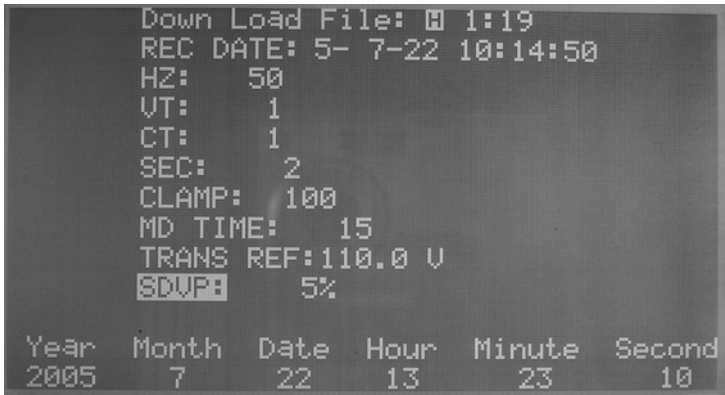 Down Load File: H 1:19
REC DATE: 5- 7-22 10:14:50
HZ: 50
VT: 1
CT: 1
SEC: 2
CLAMP: 100
MD TIME: 15
TRANS REF:110.0 V
SDVP: 5%
Year Month Date Hour Minute Second
2005 7 22 13 23 10